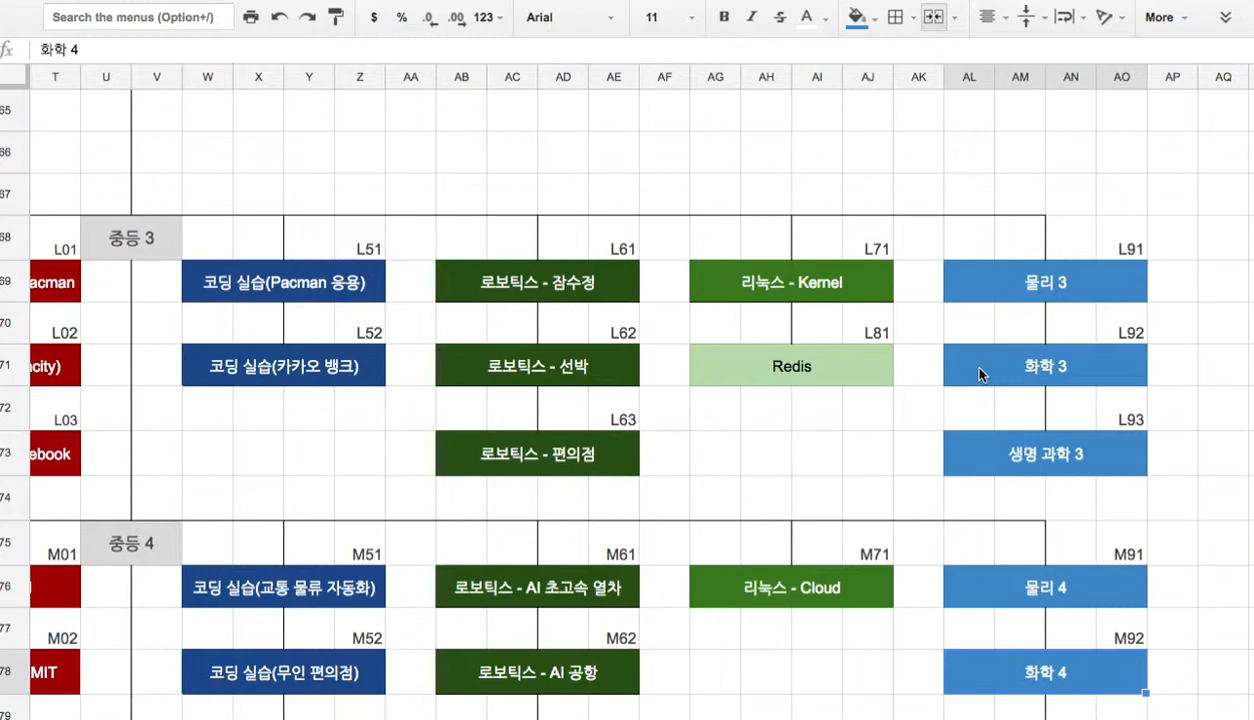 Search the menus (Option+/) $ % .0 .00 123 Arial 11 B I S A More
fx 화학 4
T U V W X Y Z AA AB AC AD AE AF AG AH AI AJ AK AL AM AN AO AP AQ
65
66
67
68 L01 중등 3 L51 L61 L71 L91
69 acman 코딩 실습(Pacman 응용) 로보틱스 - 잠수정 리눅스 - Kernel 물리 3
70 L02 L52 L62 L81 L92
71 ncity) 코딩 실습(카카오 뱅크) 로보틱스 - 선박 Redis 화학 3
72 L03 L63 L93
73 ebook 로보틱스 - 편의점 생명 과학 3
74
75 M01 중등 4 M51 M61 M71 M91
76 코딩 실습(교통 물류 자동화) 로보틱스 - AI 초고속 열차 리눅스 - Cloud 물리 4
77 M02 M52 M62 M92
78 MIT 코딩 실습(무인 편의점) 로보틱스 - AI 공항 화학 4
79